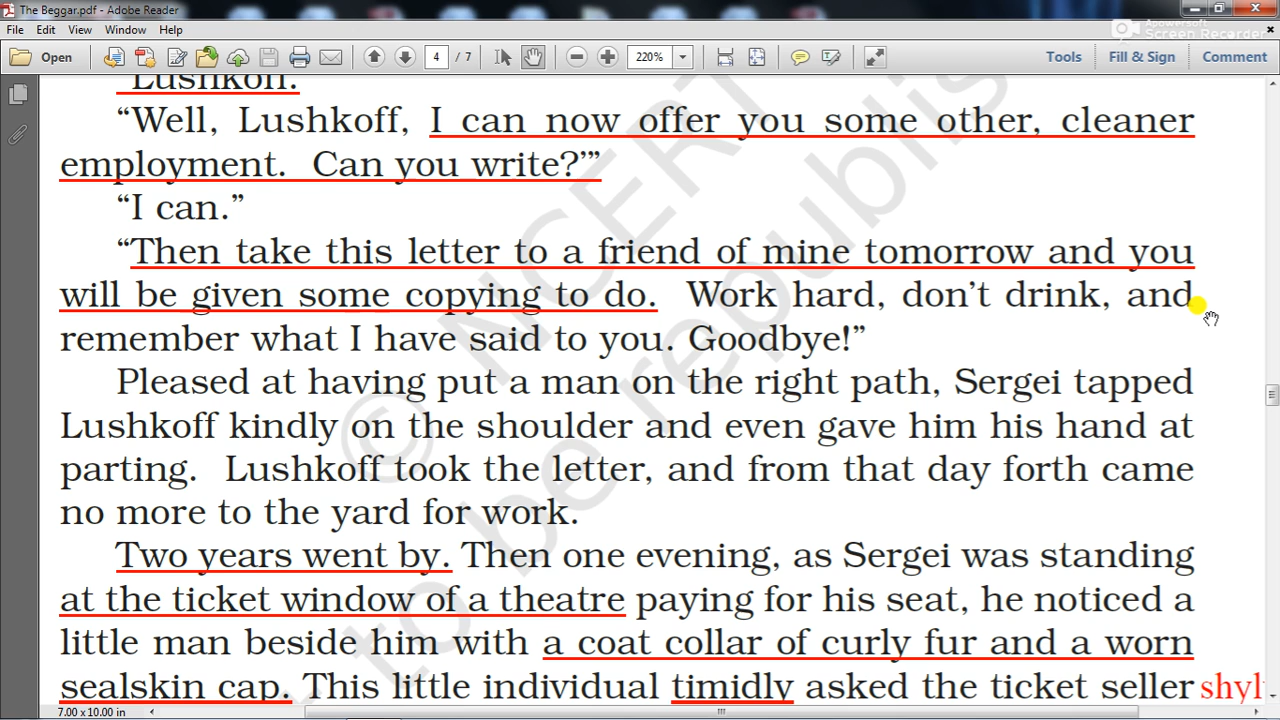 The Beggar.pdf - Adobe Reader
File Edit View Window Help
Apowersoft
Screen Recorder
Open 4 / 7 220% Tools Fill & Sign Comment
Lushkoff.
“Well, Lushkoff, I can now offer you some other, cleaner
employment. Can you write?’”
“I can.”
“Then take this letter to a friend of mine tomorrow and you
will be given some copying to do. Work hard, don’t drink, and
remember what I have said to you. Goodbye!”
Pleased at having put a man on the right path, Sergei tapped
Lushkoff kindly on the shoulder and even gave him his hand at
parting. Lushkoff took the letter, and from that day forth came
no more to the yard for work.
Two years went by. Then one evening, as Sergei was standing
at the ticket window of a theatre paying for his seat, he noticed a
little man beside him with a coat collar of curly fur and a worn
sealskin cap. This little individual timidly asked the ticket seller shyl
© NCERT
to be republis
7.00 x 10.00 in